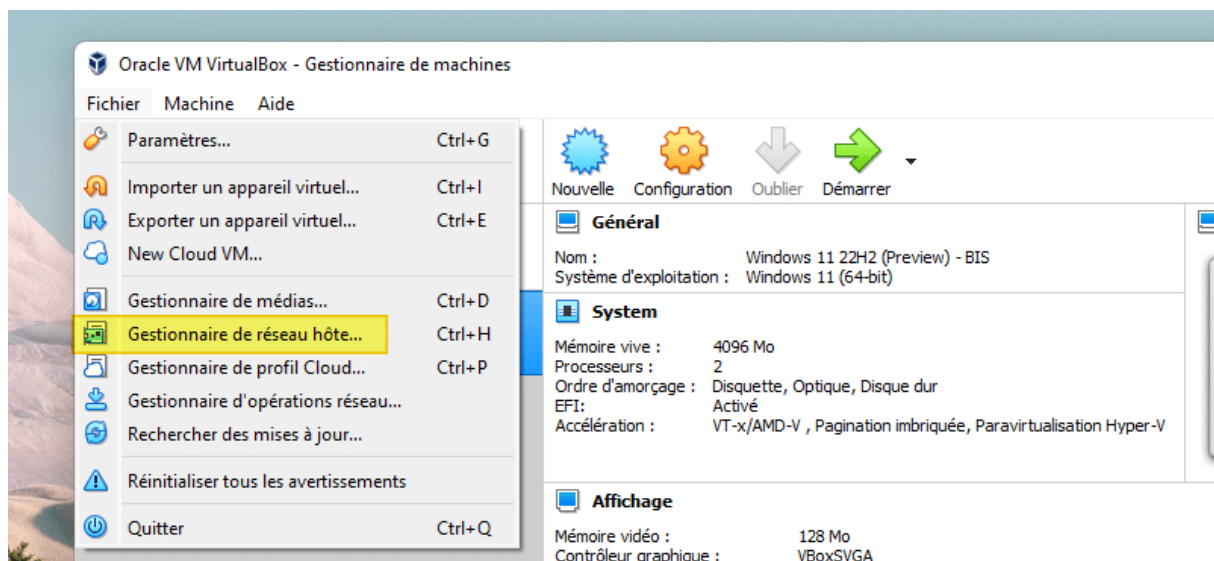 Oracle VM VirtualBox - Gestionnaire de machines
Fichier Machine Aide
Paramètres... Ctrl+G
Importer un appareil virtuel... Ctrl+I
Exporter un appareil virtuel... Ctrl+E
New Cloud VM...
Gestionnaire de médias... Ctrl+D
Gestionnaire de réseau hôte... Ctrl+H
Gestionnaire de profil Cloud... Ctrl+P
Gestionnaire d'opérations réseau...
Rechercher des mises à jour...
Réinitialiser tous les avertissements
Quitter Ctrl+Q
Nouvelle Configuration Oublier Démarrer
Général
Nom : Windows 11 22H2 (Preview) - BIS
Système d'exploitation : Windows 11 (64-bit)
System
Mémoire vive : 4096 Mo
Processeurs : 2
Ordre d'amorçage : Disquette, Optique, Disque dur
EFI: Activé
Accélération : VT-x/AMD-V , Pagination imbriquée, Paravirtualisation Hyper-V
Affichage
Mémoire vidéo : 128 Mo
Contrôleur graphique : VBoxSVGA